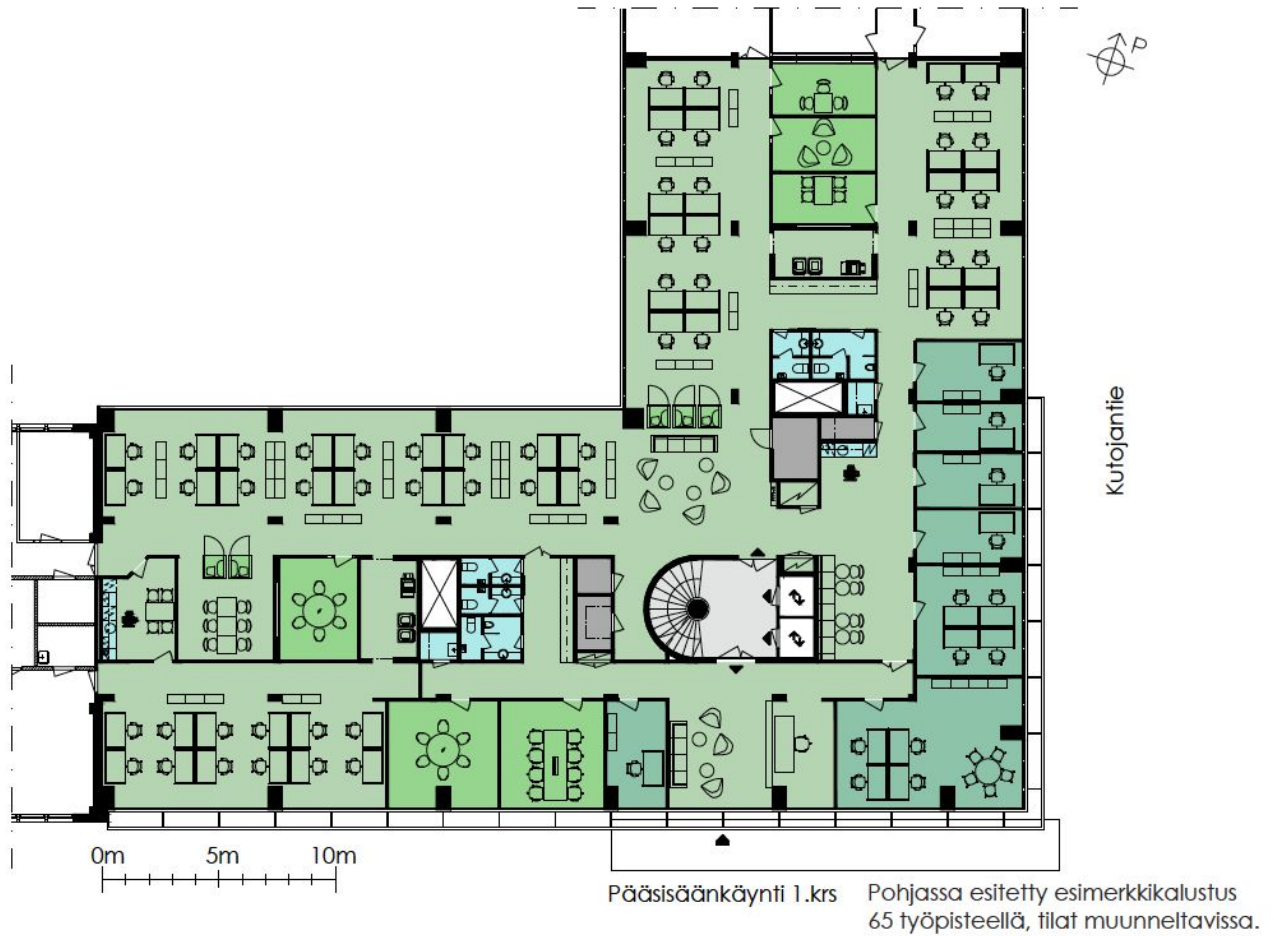 P
Kutojantie
0m 5m 10m
Pääsisäänkäynti 1.krs
Pohjassa esitetty esimerkkikalustus
65 työpisteellä, tilat muunneltavissa.